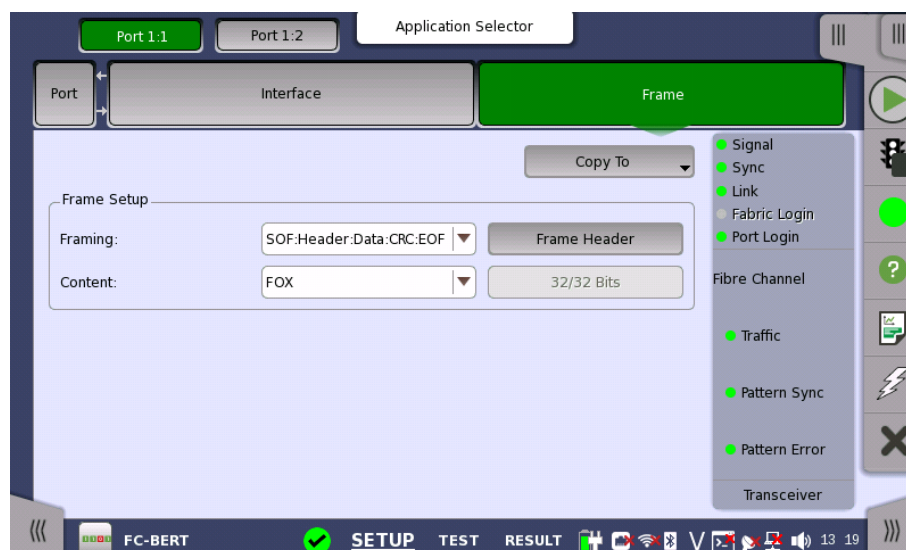 Port 1:1
Port 1:2
Application Selector
Port
Interface
Frame
Copy To
Signal
Sync
Link
Fabric Login
Port Login
Frame Setup
Framing:
SOF:Header:Data:CRC:EOF
Frame Header
Content:
FOX
32/32 Bits
Fibre Channel
Traffic
Pattern Sync
Pattern Error
Transceiver
FC-BERT
SETUP
TEST
RESULT
13 19